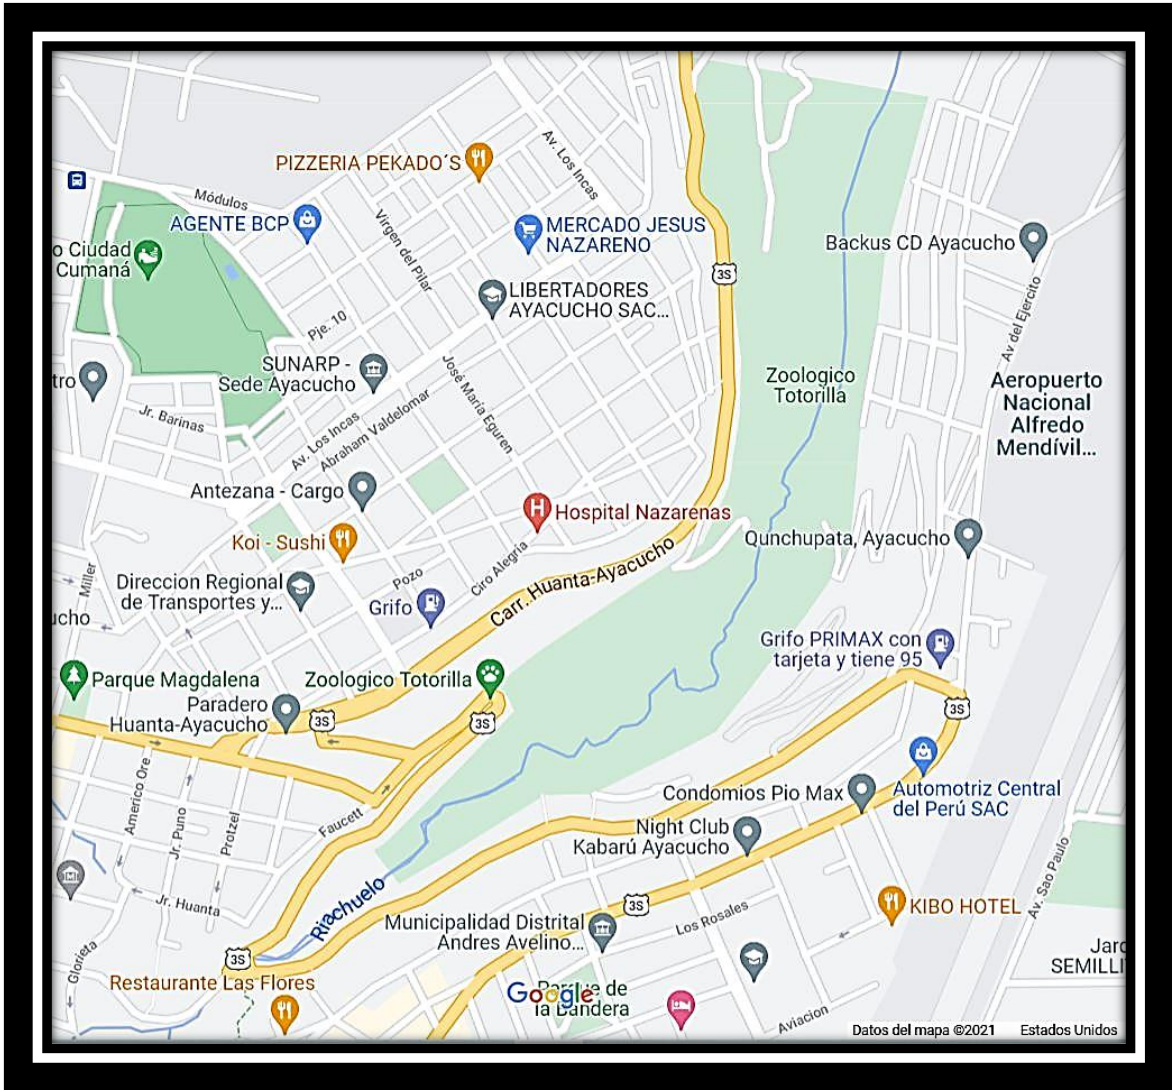 Av. Los Incas
PIZZERIA PEKADO´S
Módulos
AGENTE BCP
Virgen del Pilar
MERCADO JESUS
NAZARENO
3S
Backus CD Ayacucho
o Ciudad
Cumaná
LIBERTADORES
AYACUCHO SAC...
Pje. 10
Av del Ejercito
SUNARP -
Sede Ayacucho
tro
José María Eguren
Zoologico
Totorilla
Aeropuerto
Nacional
Alfredo
Mendívil...
Jr. Barinas
Av. Los Incas
Abraham Valdelomar
Antezana - Cargo
H
Hospital Nazarenas
Koi - Sushi
Qunchupata, Ayacucho
Miller
Direccion Regional
de Transportes y...
Pozo
Ciro Alegría
Carr. Huanta-Ayacucho
ucho
Grifo
Grifo PRIMAX con
tarjeta y tiene 95
Parque Magdalena
Zoologico Totorilla
Paradero
Huanta-Ayacucho
3S
3S
3S
Americo Ore
Jr. Puno
Protzel
Faucett
Condomios Pio Max
Automotriz Central
del Perú SAC
Night Club
Kabarú Ayacucho
Av. Sao Paulo
Jr. Huanta
Riachuelo
3S
Los Rosales
KIBO HOTEL
Municipalidad Distrital
Andres Avelino...
Glorieta
3S
Restaurante Las Flores
Google
Parque de
la Bandera
Aviacion
Jard
SEMILLI
Datos del mapa ©2021
Estados Unidos